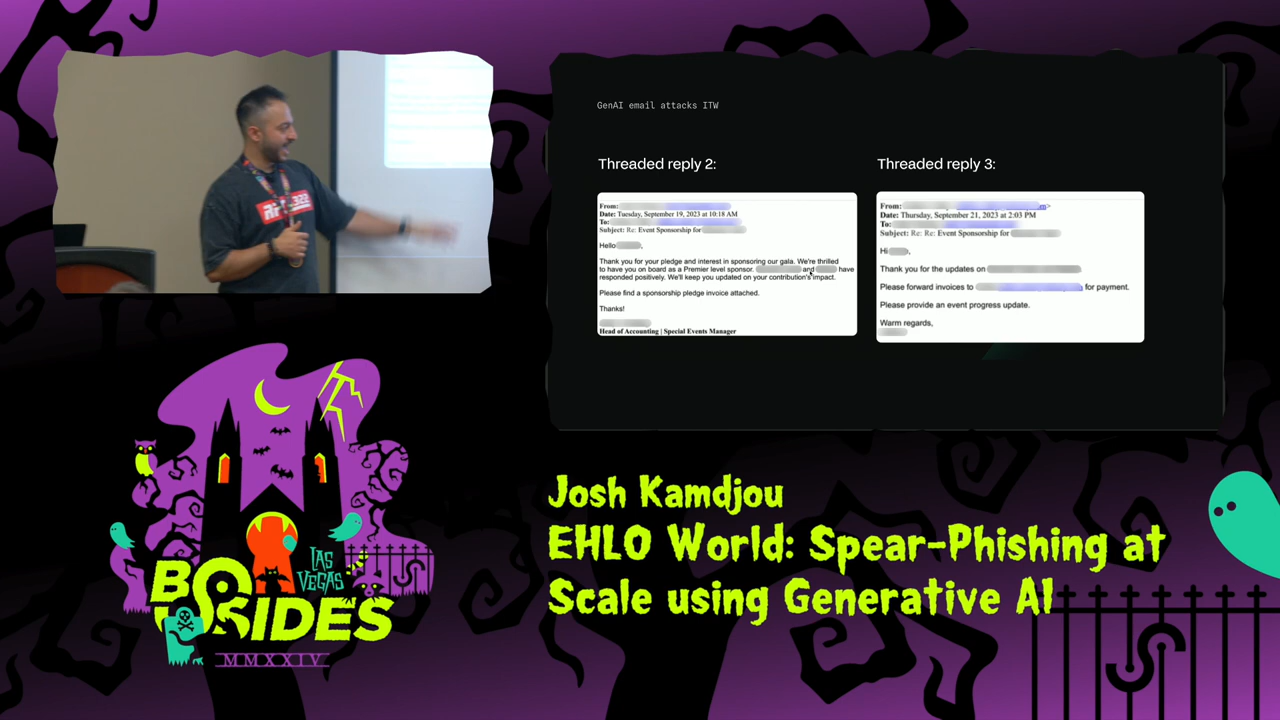 GenAI email attacks ITW
Threaded reply 2:
From:
Date: Tuesday, September 19, 2023 at 10:18 AM
To:
Subject: Re: Event Sponsorship for
Hello ,
Thank you for your pledge and interest in sponsoring our gala. We're thrilled
to have you on board as a Premier level sponsor. and have
responded positively. We'll keep you updated on your contribution's impact.
Please find a sponsorship pledge invoice attached.
Thanks!
Head of Accounting | Special Events Manager
Threaded reply 3:
From: >
Date: Thursday, September 21, 2023 at 2:03 PM
To:
Subject: Re: Re: Event Sponsorship for
Hi ,
Thank you for the updates on
Please forward invoices to for payment.
Please provide an event progress update.
Warm regards,
Josh Kamdjou
EHLO World: Spear-Phishing at
Scale using Generative AI
LAS
VEGAS
BSIDES
MMXXIV